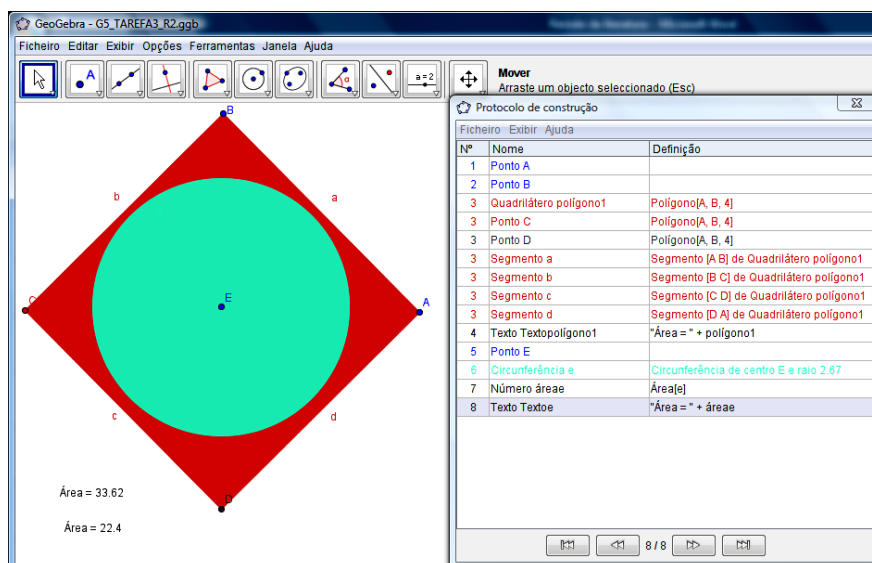 GeoGebra - G5_TAREFA3_R2.ggb
Ficheiro Editar Exibir Opções Ferramentas Janela Ajuda
A
α
a = 2
Mover
Arraste um objecto seleccionado (Esc)
Protocolo de construção
Ficheiro Exibir Ajuda
Nº Nome Definição
1 Ponto A
2 Ponto B
3 Quadrilátero polígono1 Polígono[A, B, 4]
3 Ponto C Polígono[A, B, 4]
3 Ponto D Polígono[A, B, 4]
3 Segmento a Segmento [A B] de Quadrilátero polígono1
3 Segmento b Segmento [B C] de Quadrilátero polígono1
3 Segmento c Segmento [C D] de Quadrilátero polígono1
3 Segmento d Segmento [D A] de Quadrilátero polígono1
4 Texto Textopolígono1 "Área = " + polígono1
5 Ponto E
6 Circunferência e Circunferência de centro E e raio 2.67
7 Número áreae Área[e]
8 Texto Textoe "Área = " + áreae
8 / 8
B
b a
E
C A
c d
D
Área = 33.62
Área = 22.4